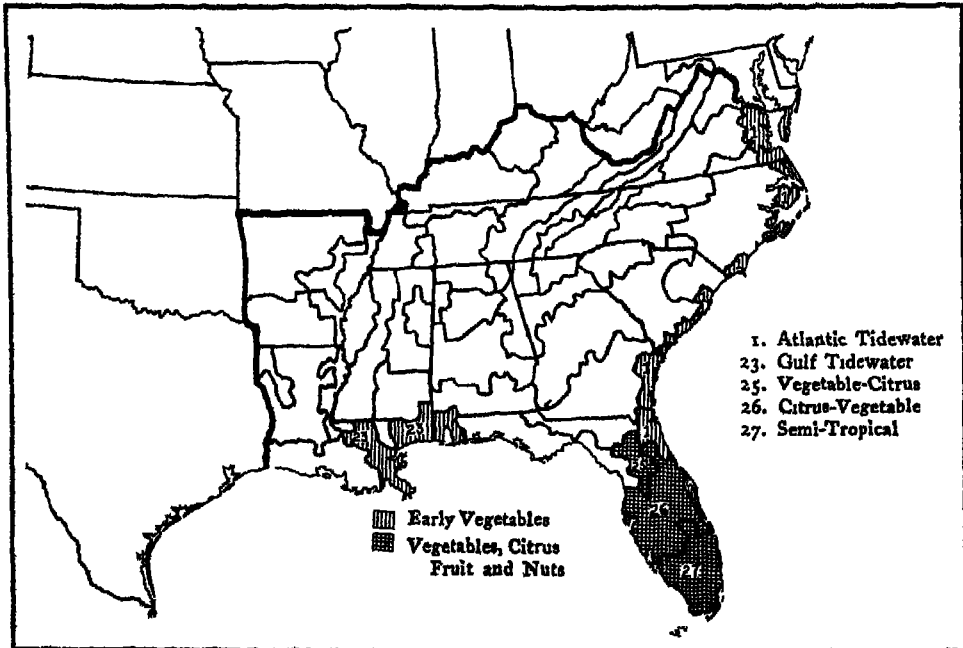 1. Atlantic Tidewater
23. Gulf Tidewater
25. Vegetable-Citrus
26. Citrus-Vegetable
27. Semi-Tropical
23
23
1
26
27
Early Vegetables
Vegetables, Citrus
Fruit and Nuts